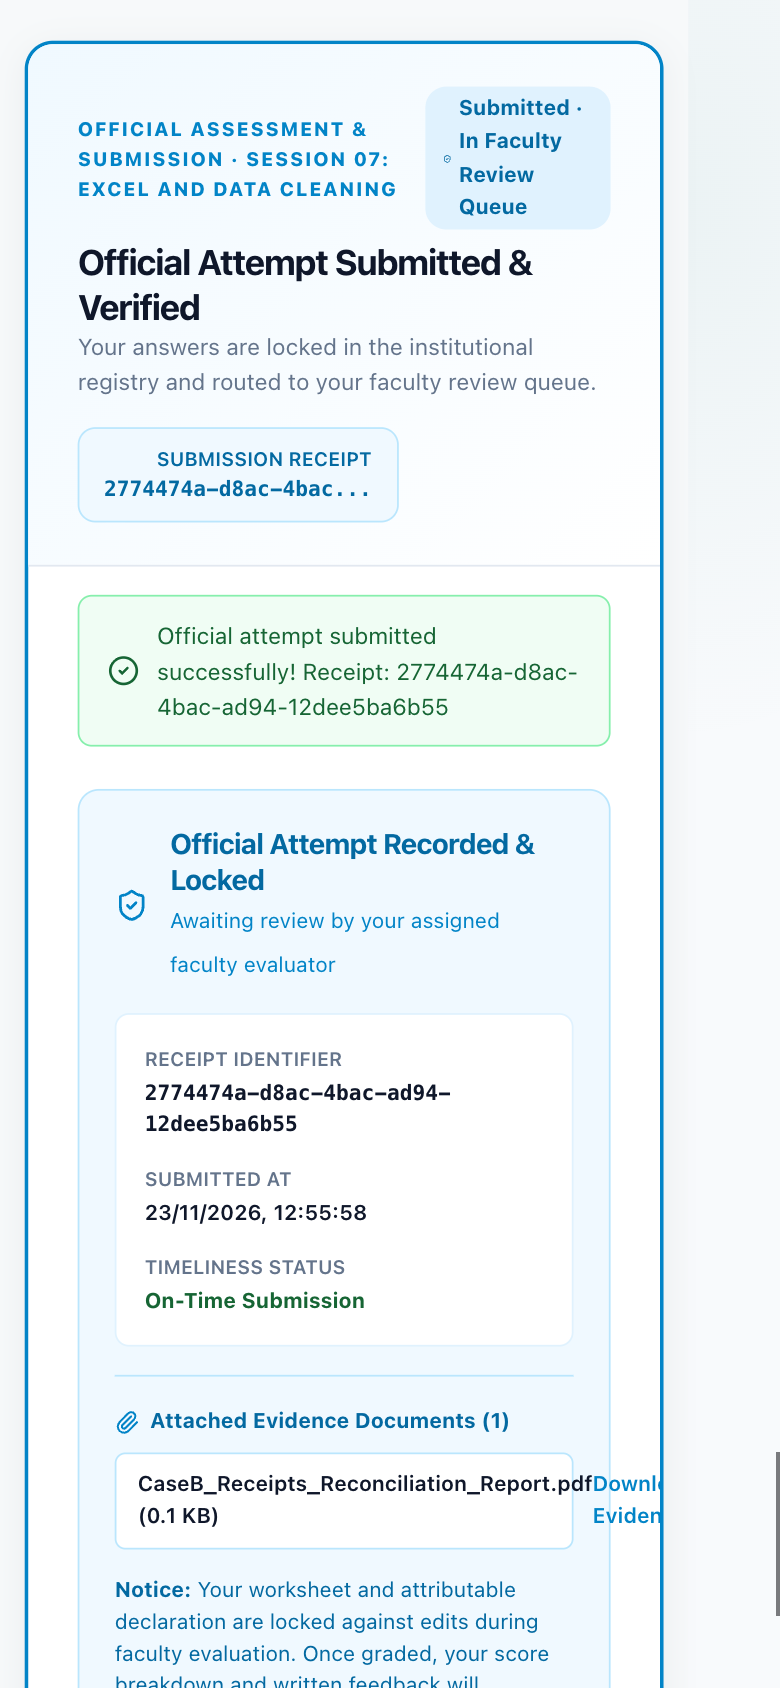 OFFICIAL ASSESSMENT &
SUBMISSION · SESSION 07:
EXCEL AND DATA CLEANING
Submitted ·
In Faculty
Review
Queue
Official Attempt Submitted &
Verified
Your answers are locked in the institutional
registry and routed to your faculty review queue.
SUBMISSION RECEIPT
2774474a-d8ac-4bac...
Official attempt submitted
successfully! Receipt: 2774474a-d8ac-
4bac-ad94-12dee5ba6b55
Official Attempt Recorded &
Locked
Awaiting review by your assigned
faculty evaluator
RECEIPT IDENTIFIER
2774474a-d8ac-4bac-ad94-
12dee5ba6b55
SUBMITTED AT
23/11/2026, 12:55:58
TIMELINESS STATUS
On-Time Submission
Attached Evidence Documents (1)
CaseB_Receipts_Reconciliation_Report.pdf
(0.1 KB)
Notice: Your worksheet and attributable
declaration are locked against edits during
faculty evaluation. Once graded, your score
breakdown and written feedback will